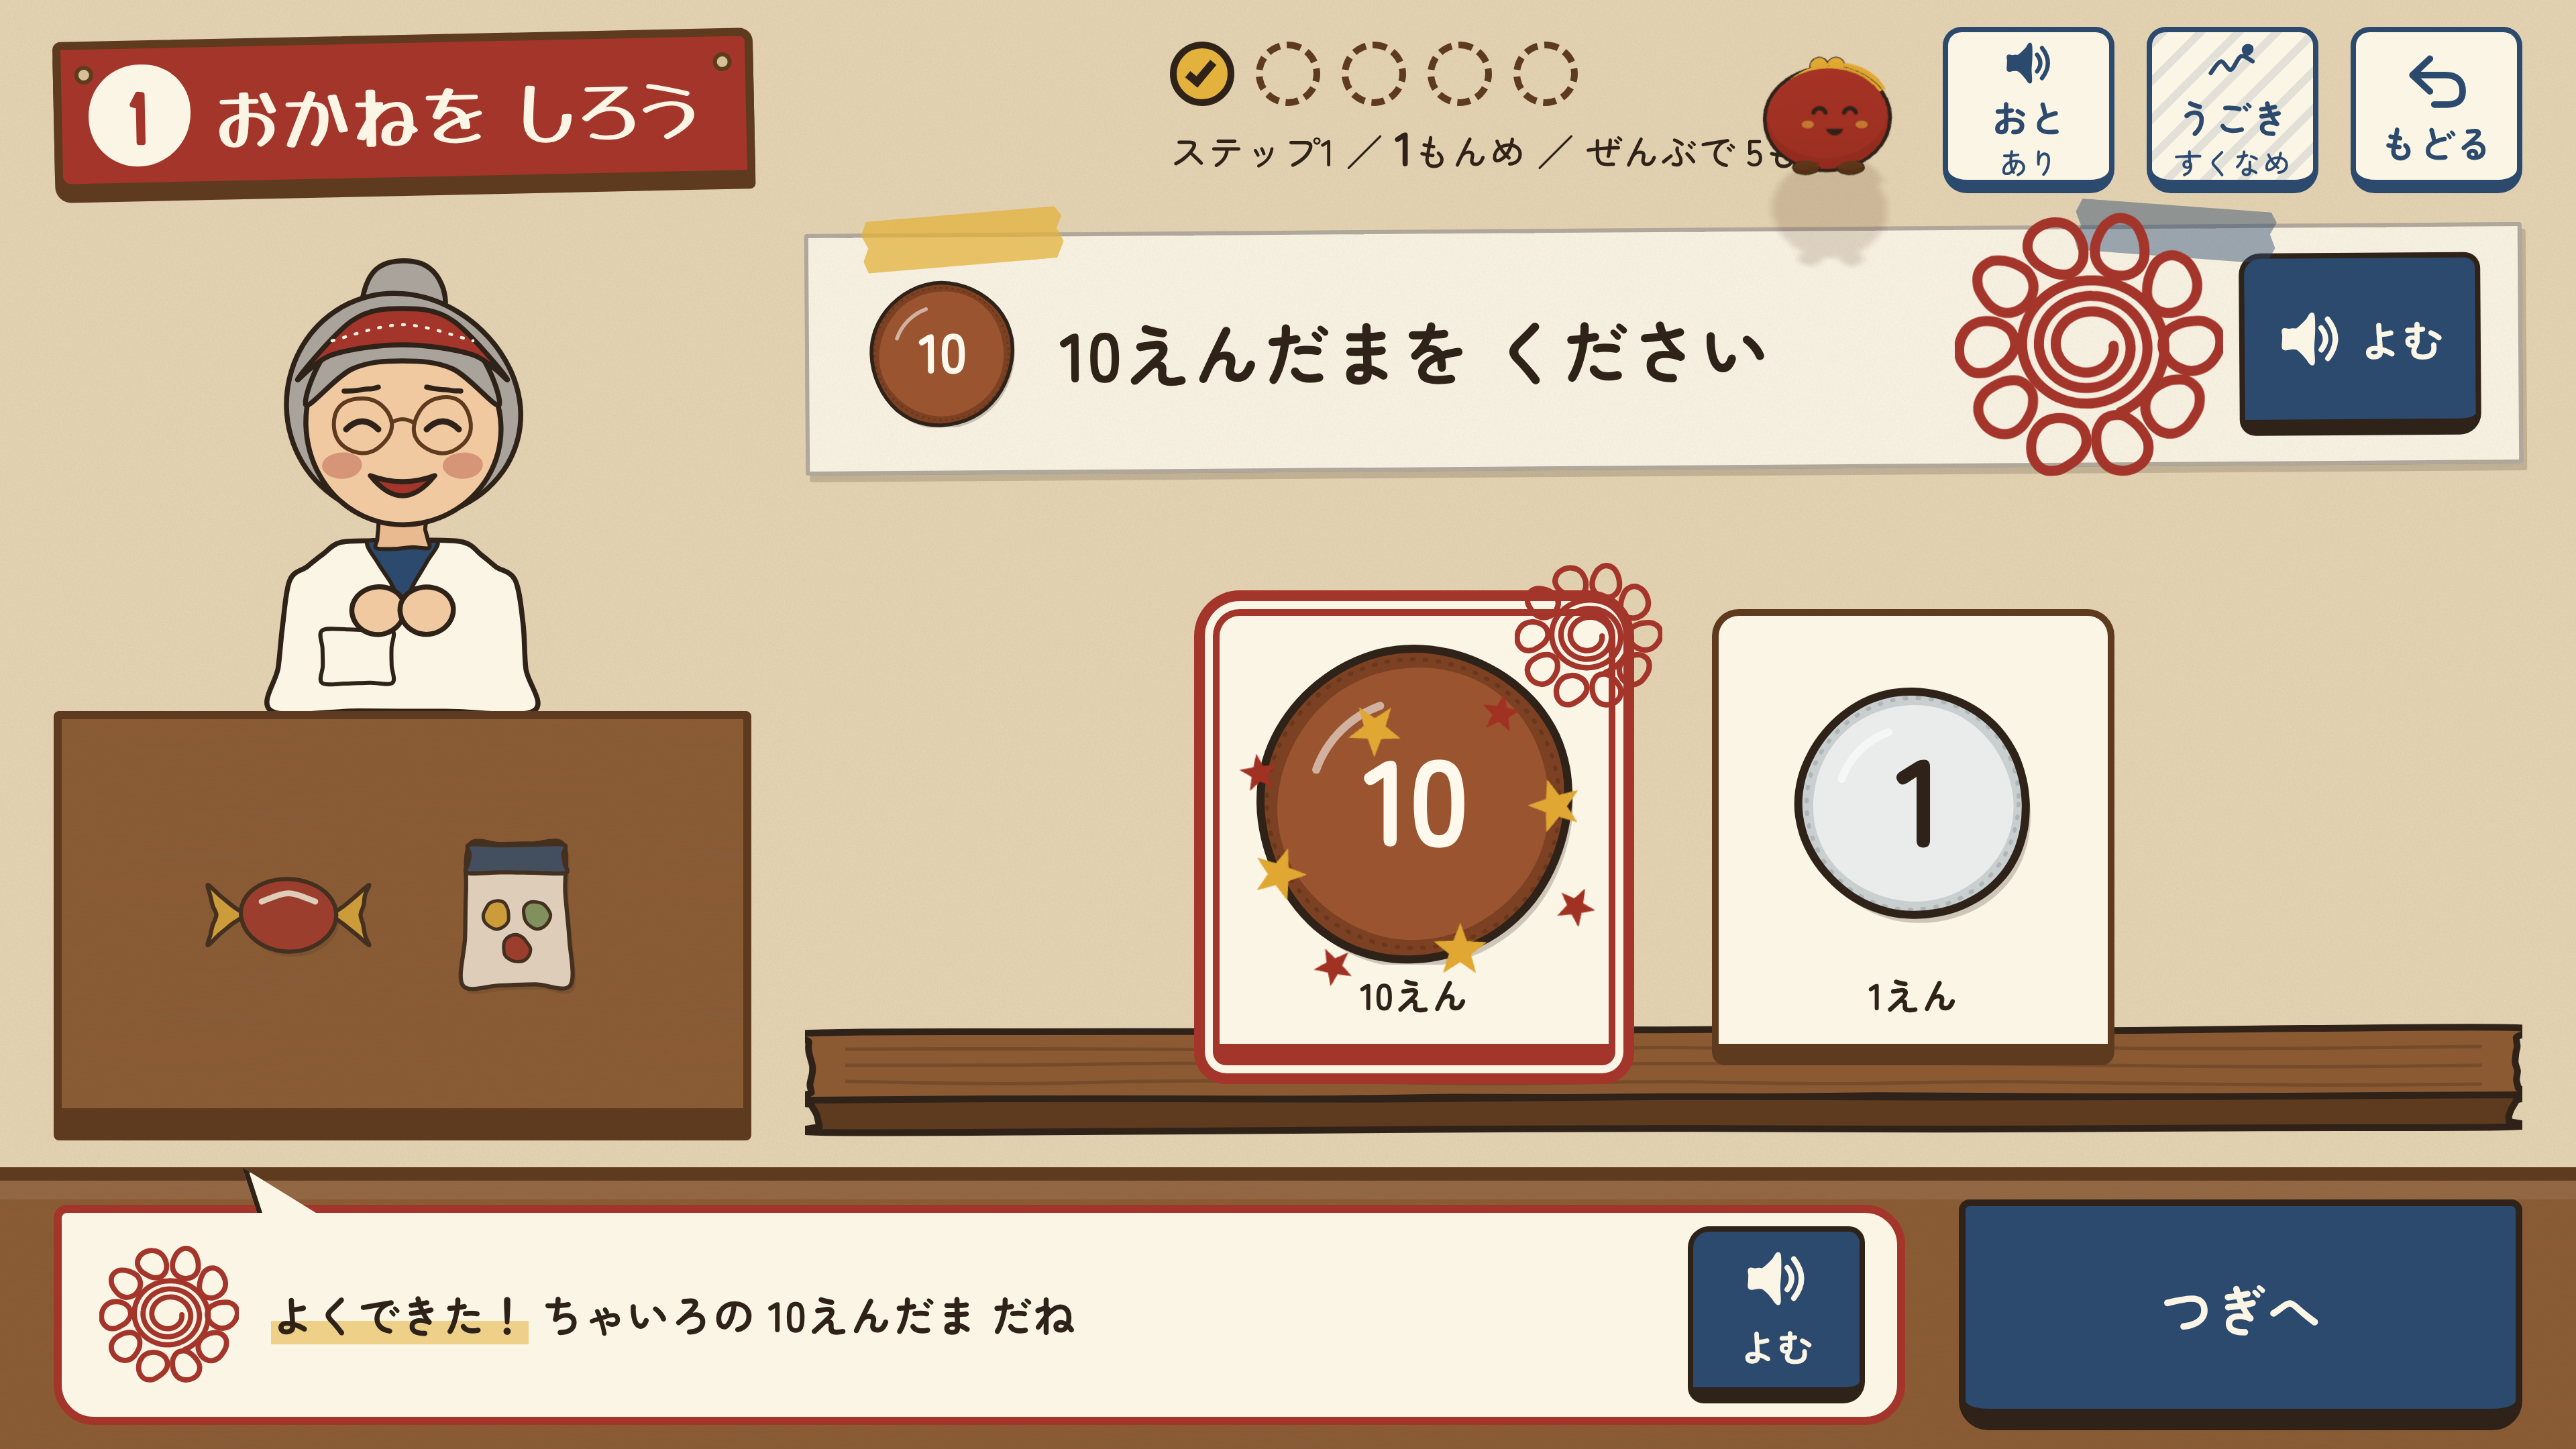 1 おかねを しろう
ステップ1 ／ 1もんめ ／ ぜんぶで 5も
おと
あり
うごき
すくなめ
もどる
10
10えんだまを ください
よむ
10
10えん
1
1えん
よくできた！ ちゃいろの 10えんだま だね
よむ
つぎへ